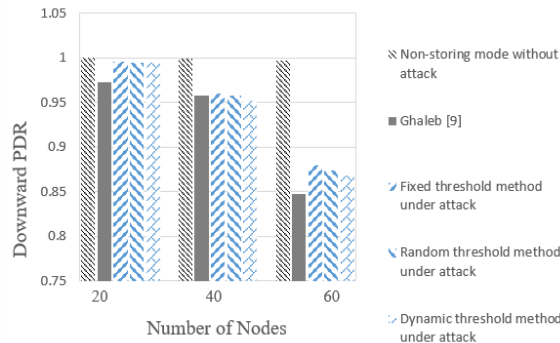 1.05
1
0.95
0.9
0.85
0.8
0.75
Downward PDR
20
40
60
Number of Nodes
Non-storing mode without
attack
Ghaleb [9]
Fixed threshold method
under attack
Random threshold method
under attack
Dynamic threshold method
under attack